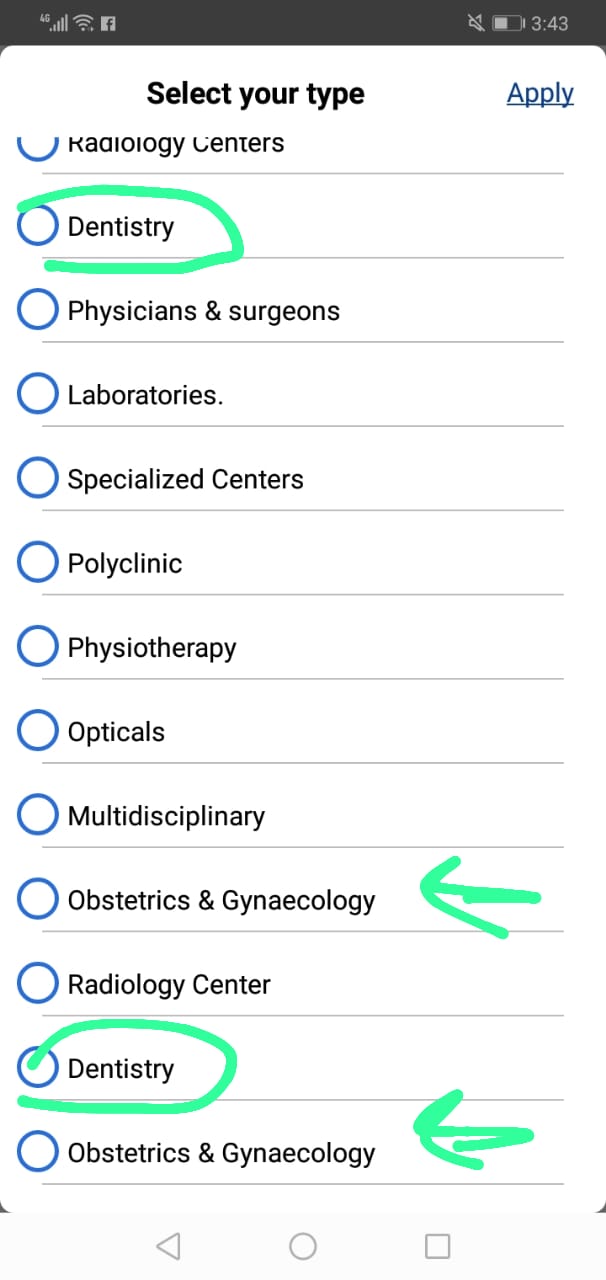 4G 3:43
Select your type Apply
Radiology Centers
Dentistry
Physicians & surgeons
Laboratories.
Specialized Centers
Polyclinic
Physiotherapy
Opticals
Multidisciplinary
Obstetrics & Gynaecology
Radiology Center
Dentistry
Obstetrics & Gynaecology